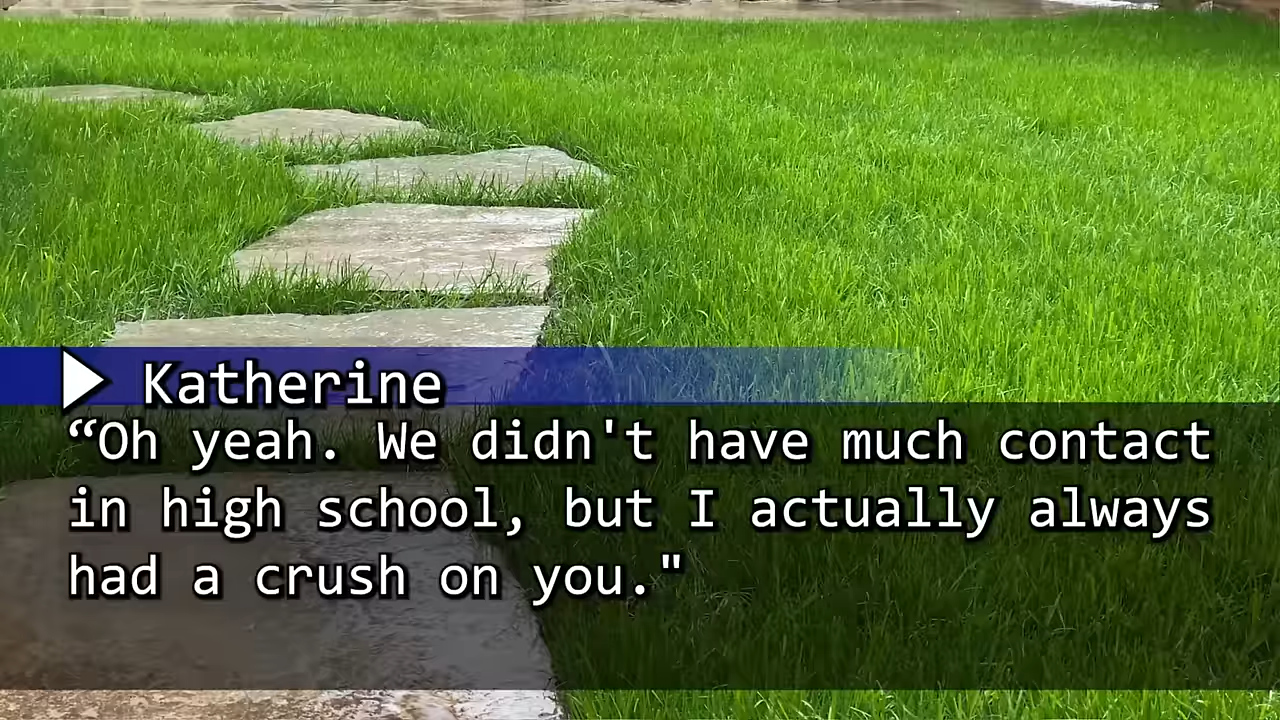 Katherine
“Oh yeah. We didn't have much contact
in high school, but I actually always
had a crush on you."